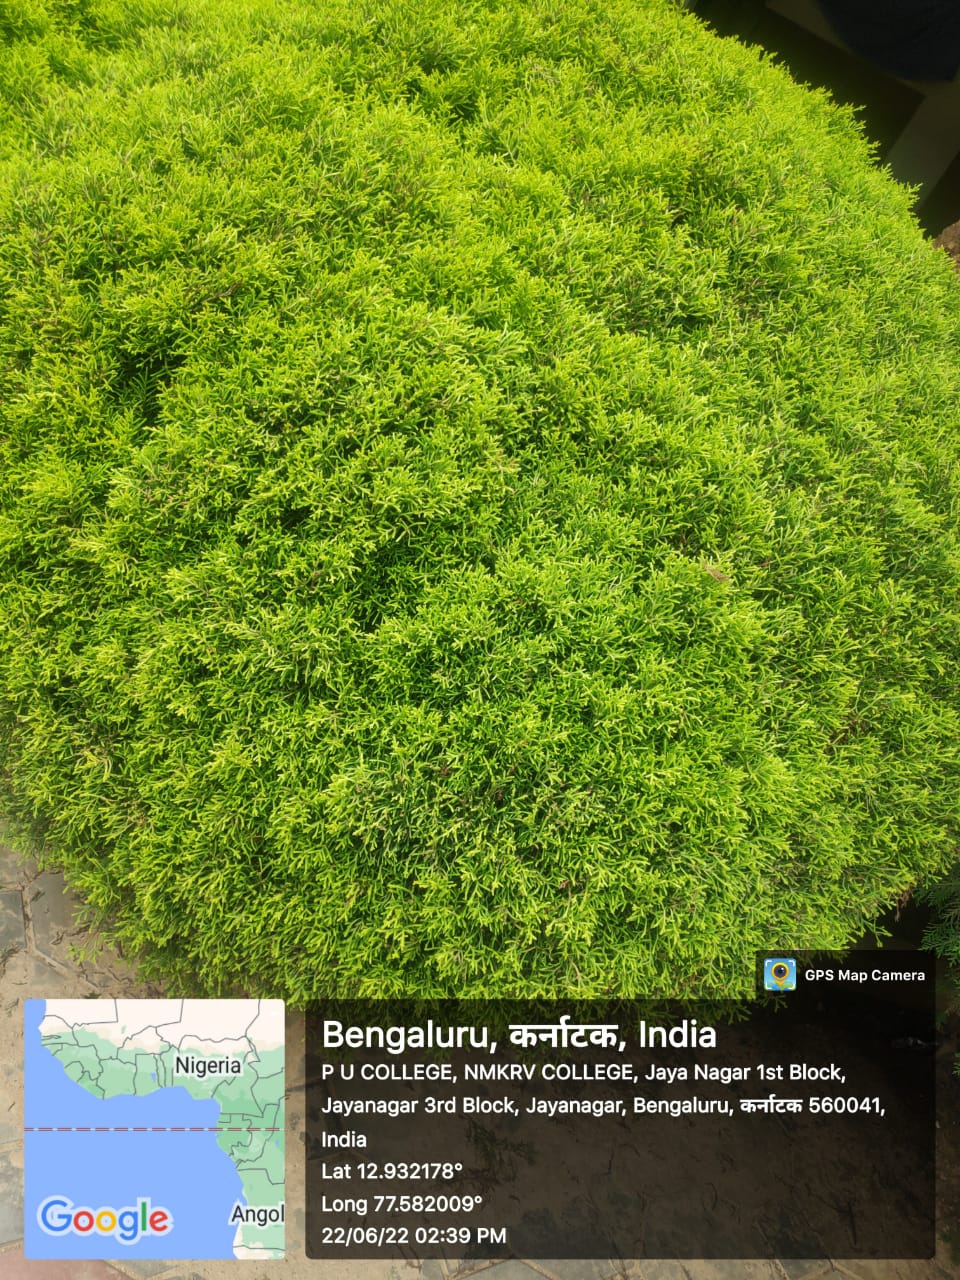 GPS Map Camera
Nigeria
Angol
Google
Bengaluru, कर्नाटक, India
P U COLLEGE, NMKRV COLLEGE, Jaya Nagar 1st Block,
Jayanagar 3rd Block, Jayanagar, Bengaluru, कर्नाटक 560041,
India
Lat 12.932178°
Long 77.582009°
22/06/22 02:39 PM